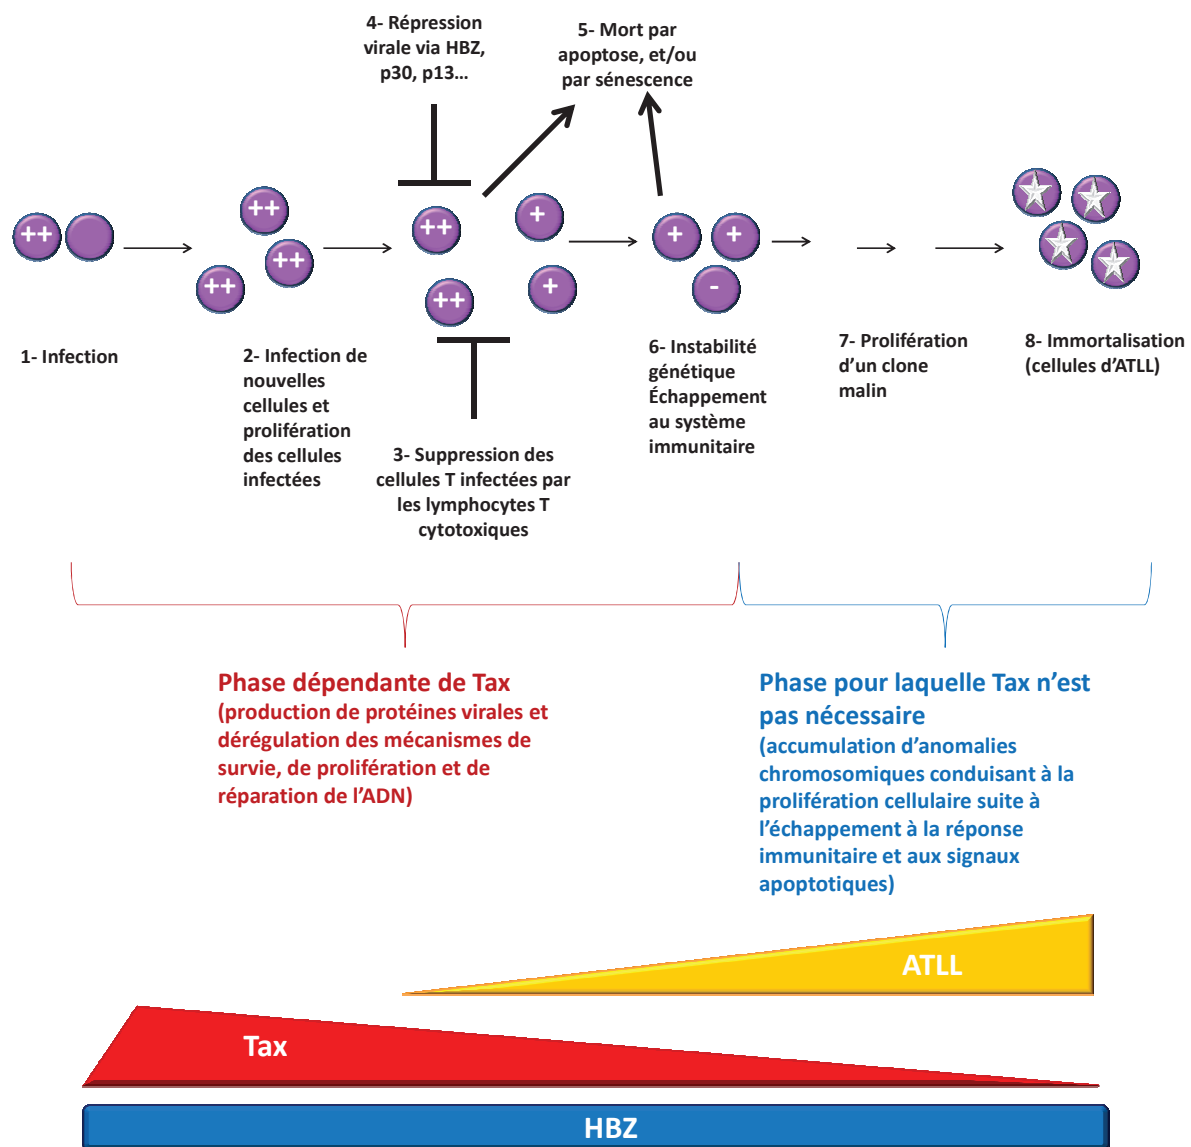 4- Répression
virale via HBZ,
p30, p13...
5- Mort par
apoptose, et/ou
par sénescence
++
++
++
++
++
++
+
+
+
+
-
1- Infection
2- Infection de
nouvelles
cellules et
prolifération
des cellules
infectées
3- Suppression des
cellules T infectées par
les lymphocytes T
cytotoxiques
6- Instabilité
génétique
Échappement
au système
immunitaire
7- Prolifération
d'un clone
malin
8- Immortalisation
(cellules d'ATLL)
Phase dépendante de Tax
(production de protéines virales et
dérégulation des mécanismes de
survie, de prolifération et de
réparation de l'ADN)
Phase pour laquelle Tax n'est
pas nécessaire
(accumulation d'anomalies
chromosomiques conduisant à la
prolifération cellulaire suite à
l'échappement à la réponse
immunitaire et aux signaux
apoptotiques)
ATLL
Tax
HBZ